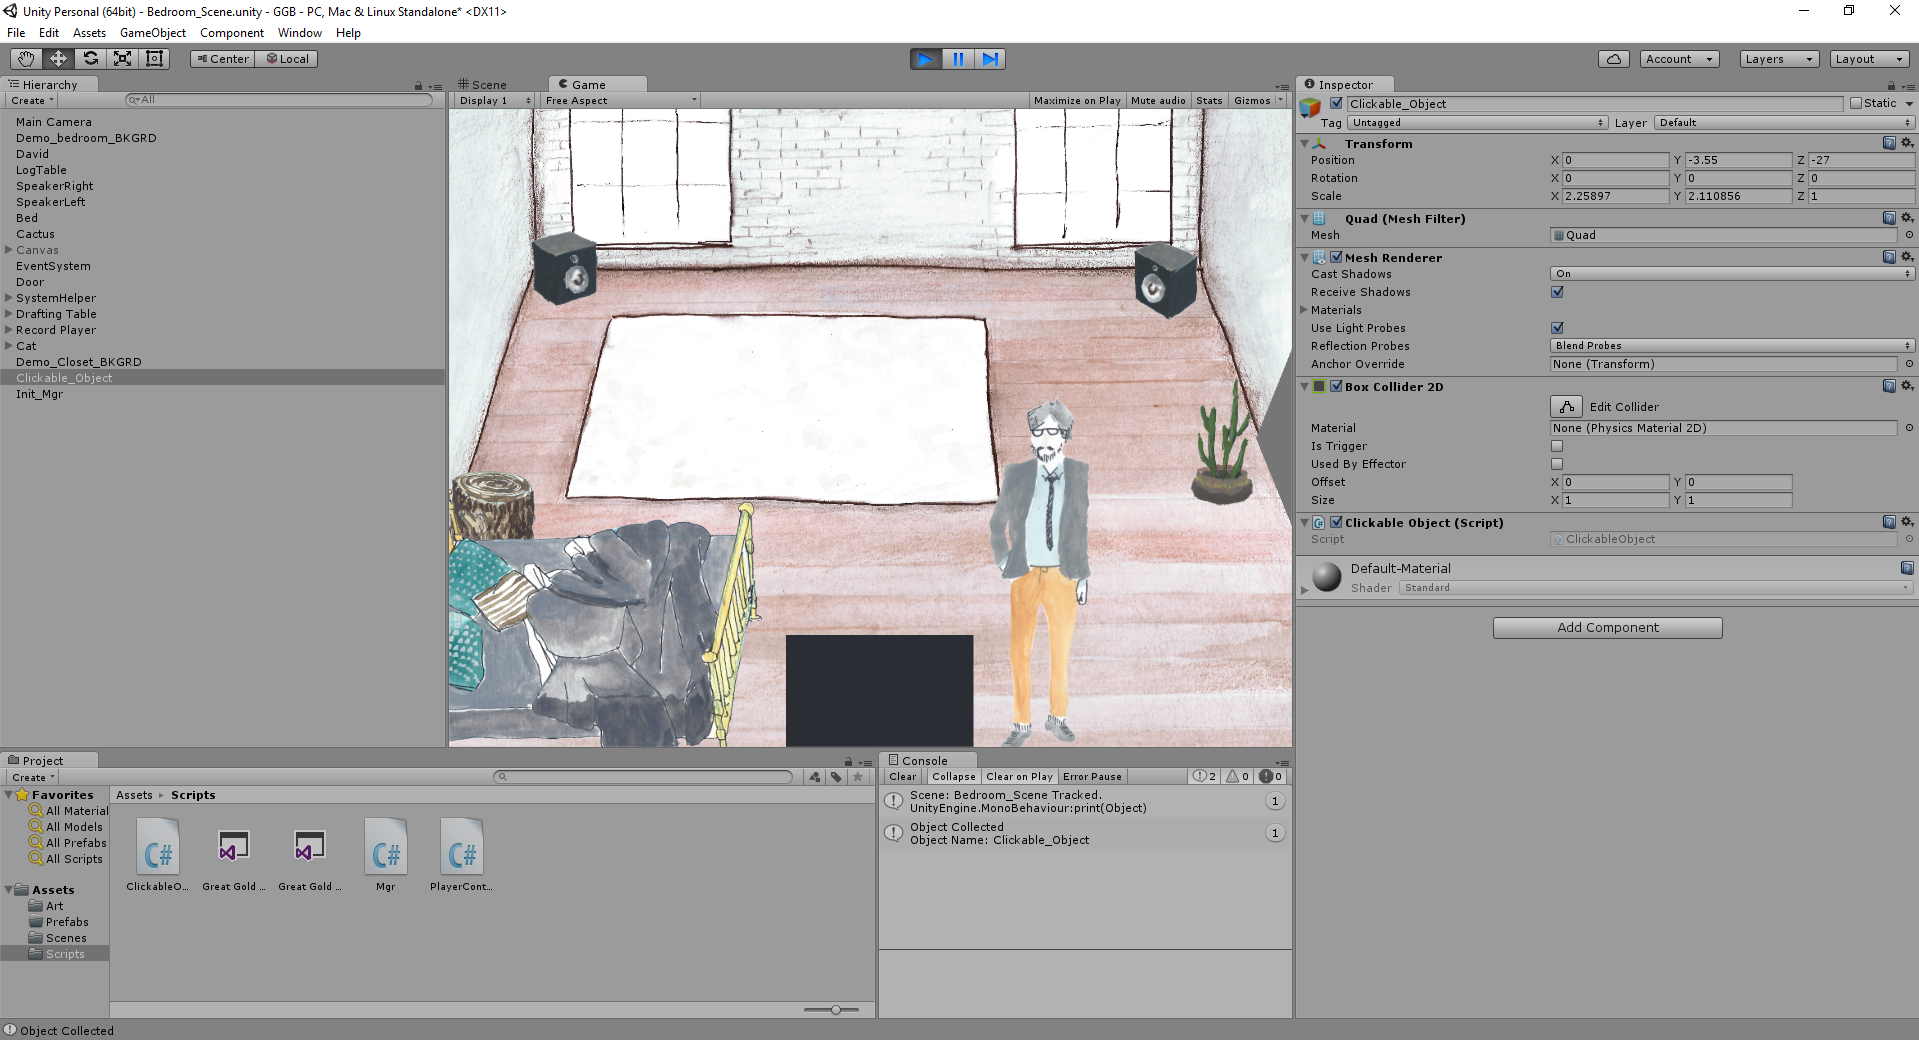 Unity Personal (64bit) - Bedroom_Scene.unity - GGB - PC, Mac & Linux Standalone* <DX11>
File Edit Assets GameObject Component Window Help
Center Local Account Layers Layout
Hierarchy
Create All
Main Camera
Demo_bedroom_BKGRD
David
LogTable
SpeakerRight
SpeakerLeft
Bed
Cactus
Canvas
EventSystem
Door
SystemHelper
Drafting Table
Record Player
Cat
Demo_Closet_BKGRD
Clickable_Object
Init_Mgr
Scene Game
Display 1 Free Aspect Maximize on Play Mute audio Stats Gizmos
Inspector
Clickable_Object Static
Tag Untagged Layer Default
Transform
Position X 0 Y -3.55 Z -27
Rotation X 0 Y 0 Z 0
Scale X 2.25897 Y 2.110856 Z 1
Quad (Mesh Filter)
Mesh Quad
Mesh Renderer
Cast Shadows On
Receive Shadows
Materials
Use Light Probes
Reflection Probes Blend Probes
Anchor Override None (Transform)
Box Collider 2D
Edit Collider
Material None (Physics Material 2D)
Is Trigger
Used By Effector
Offset X 0 Y 0
Size X 1 Y 1
Clickable Object (Script)
Script ClickableObject
Default-Material
Shader Standard
Add Component
Project
Create
Favorites
All Material
All Models
All Prefabs
All Scripts
Assets
Art
Prefabs
Scenes
Scripts
Assets Scripts
C# C# C#
ClickableO... Great Gold ... Great Gold ... Mgr PlayerCont...
Console
Clear Collapse Clear on Play Error Pause 2 0 0
Scene: Bedroom_Scene Tracked.
UnityEngine.MonoBehaviour:print(Object)
1
Object Collected
Object Name: Clickable_Object
1
Object Collected